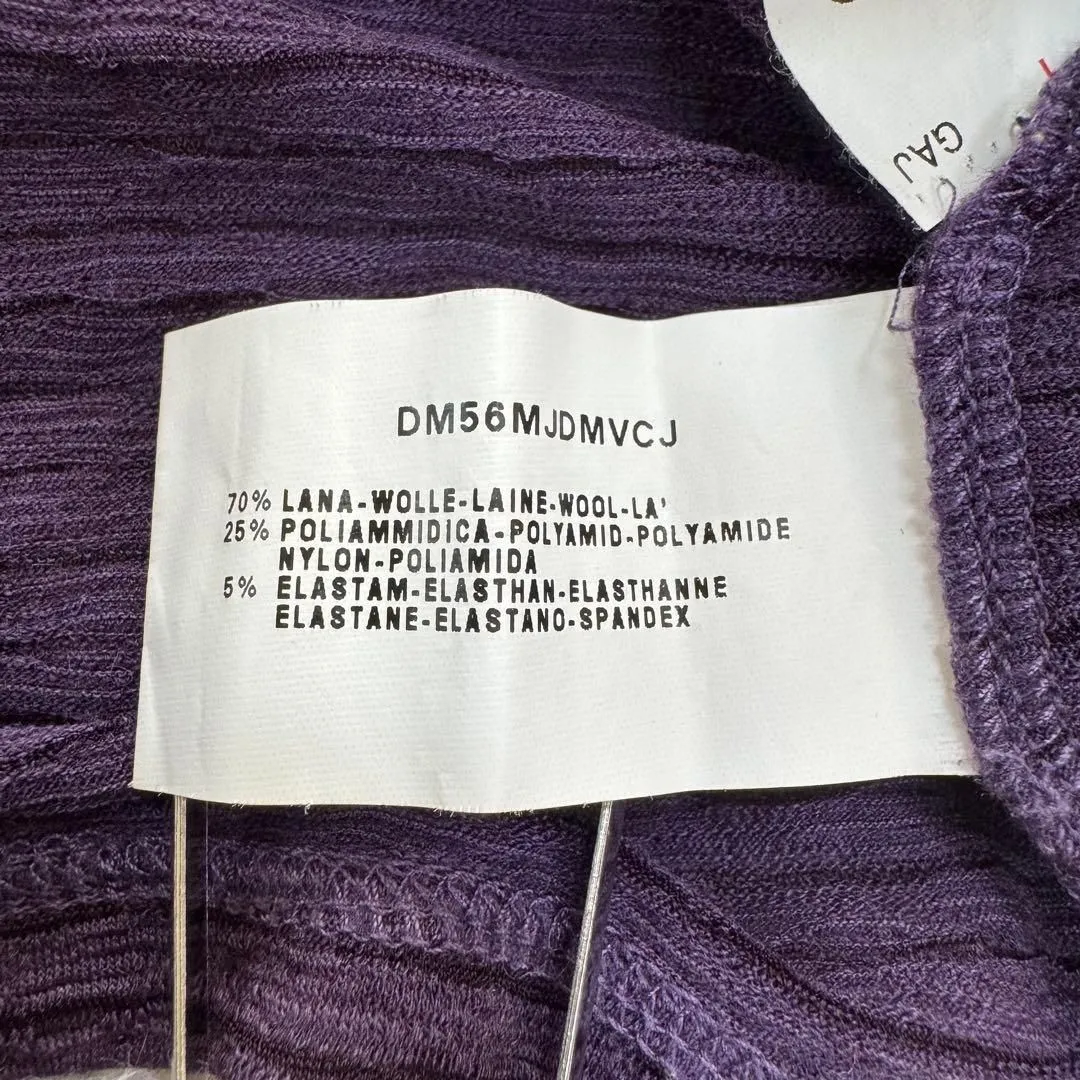 GAJ
DM56MJDMVCJ
70% LANA-WOLLE-LAINE-WOOL-LA'
25% POLIAMMIDICA-POLYAMID-POLYAMIDE
NYLON-POLIAMIDA
5% ELASTAM-ELASTHAN-ELASTHANNE
ELASTANE-ELASTANO-SPANDEX